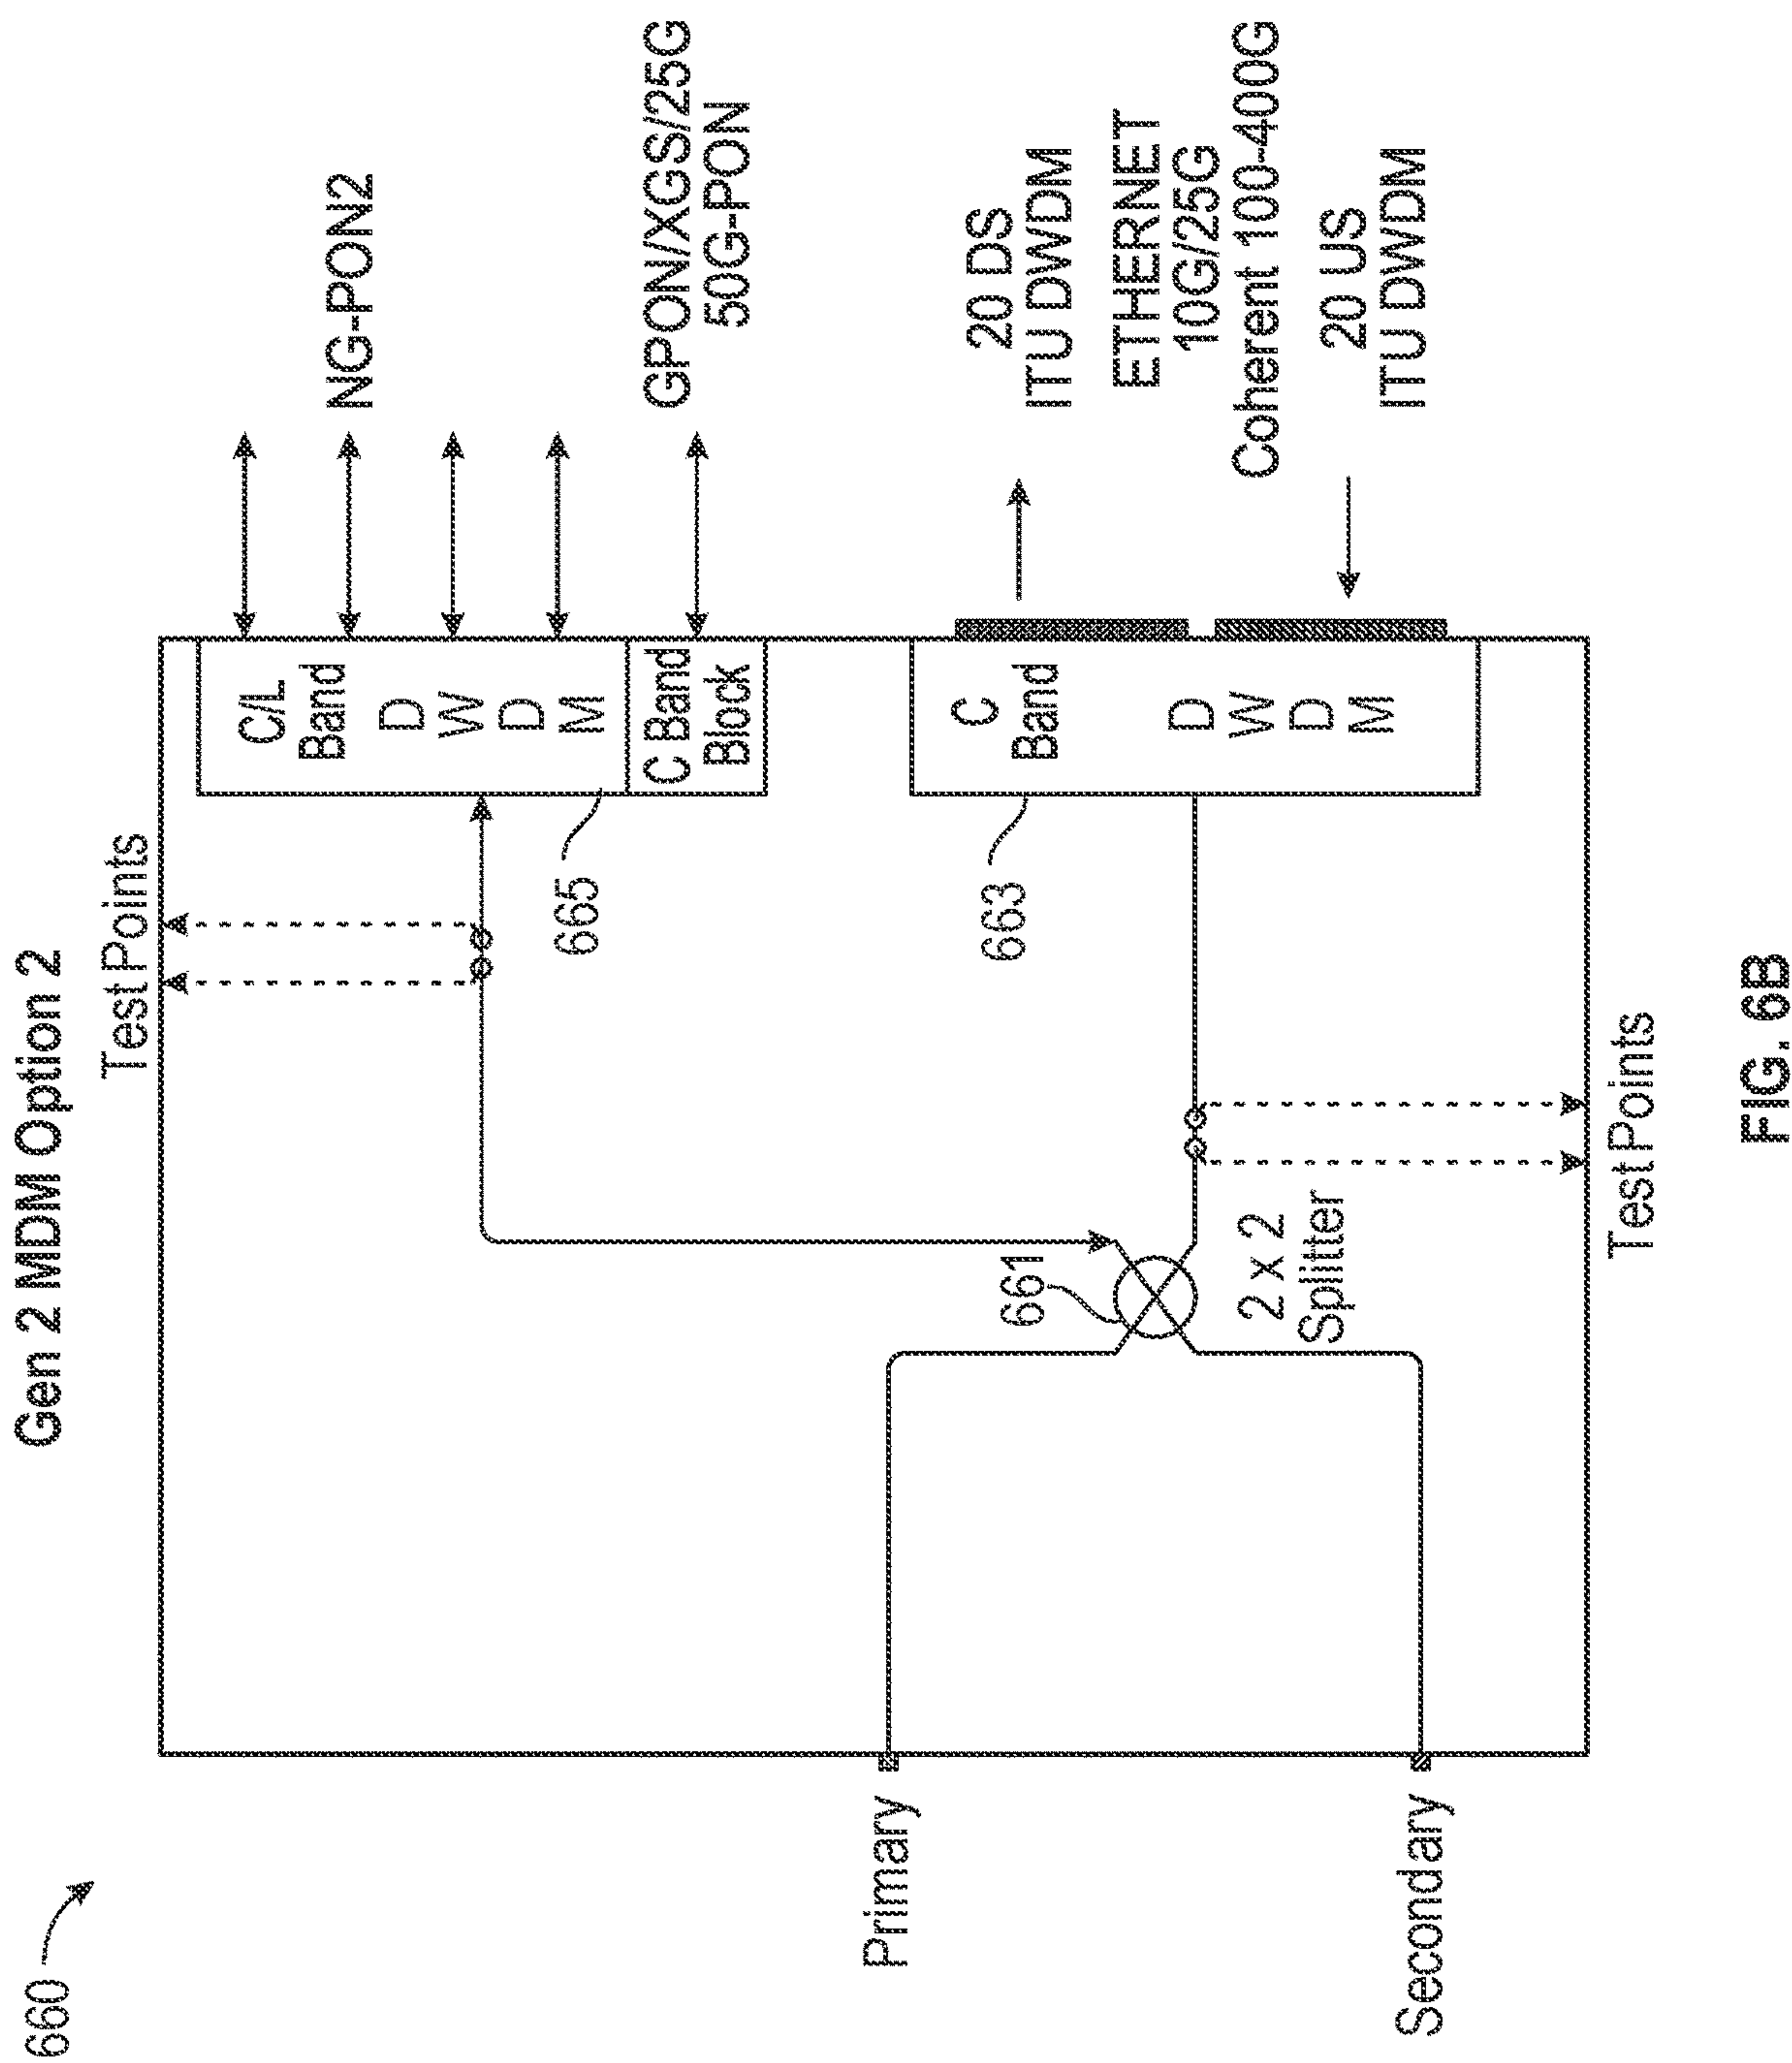 660
Gen 2 MDM Option 2
Test Points
C/L
Band
D
W
D
M
C Band
Block
NG-PON2
GPON/XGS/25G
50G-PON
665
663
C
Band
D
W
D
M
20 DS
ITU DWDM
ETHERNET
10G/25G
Coherent 100-400G
20 US
ITU DWDM
Primary
661
2 x 2
Splitter
Secondary
Test Points
FIG. 6B